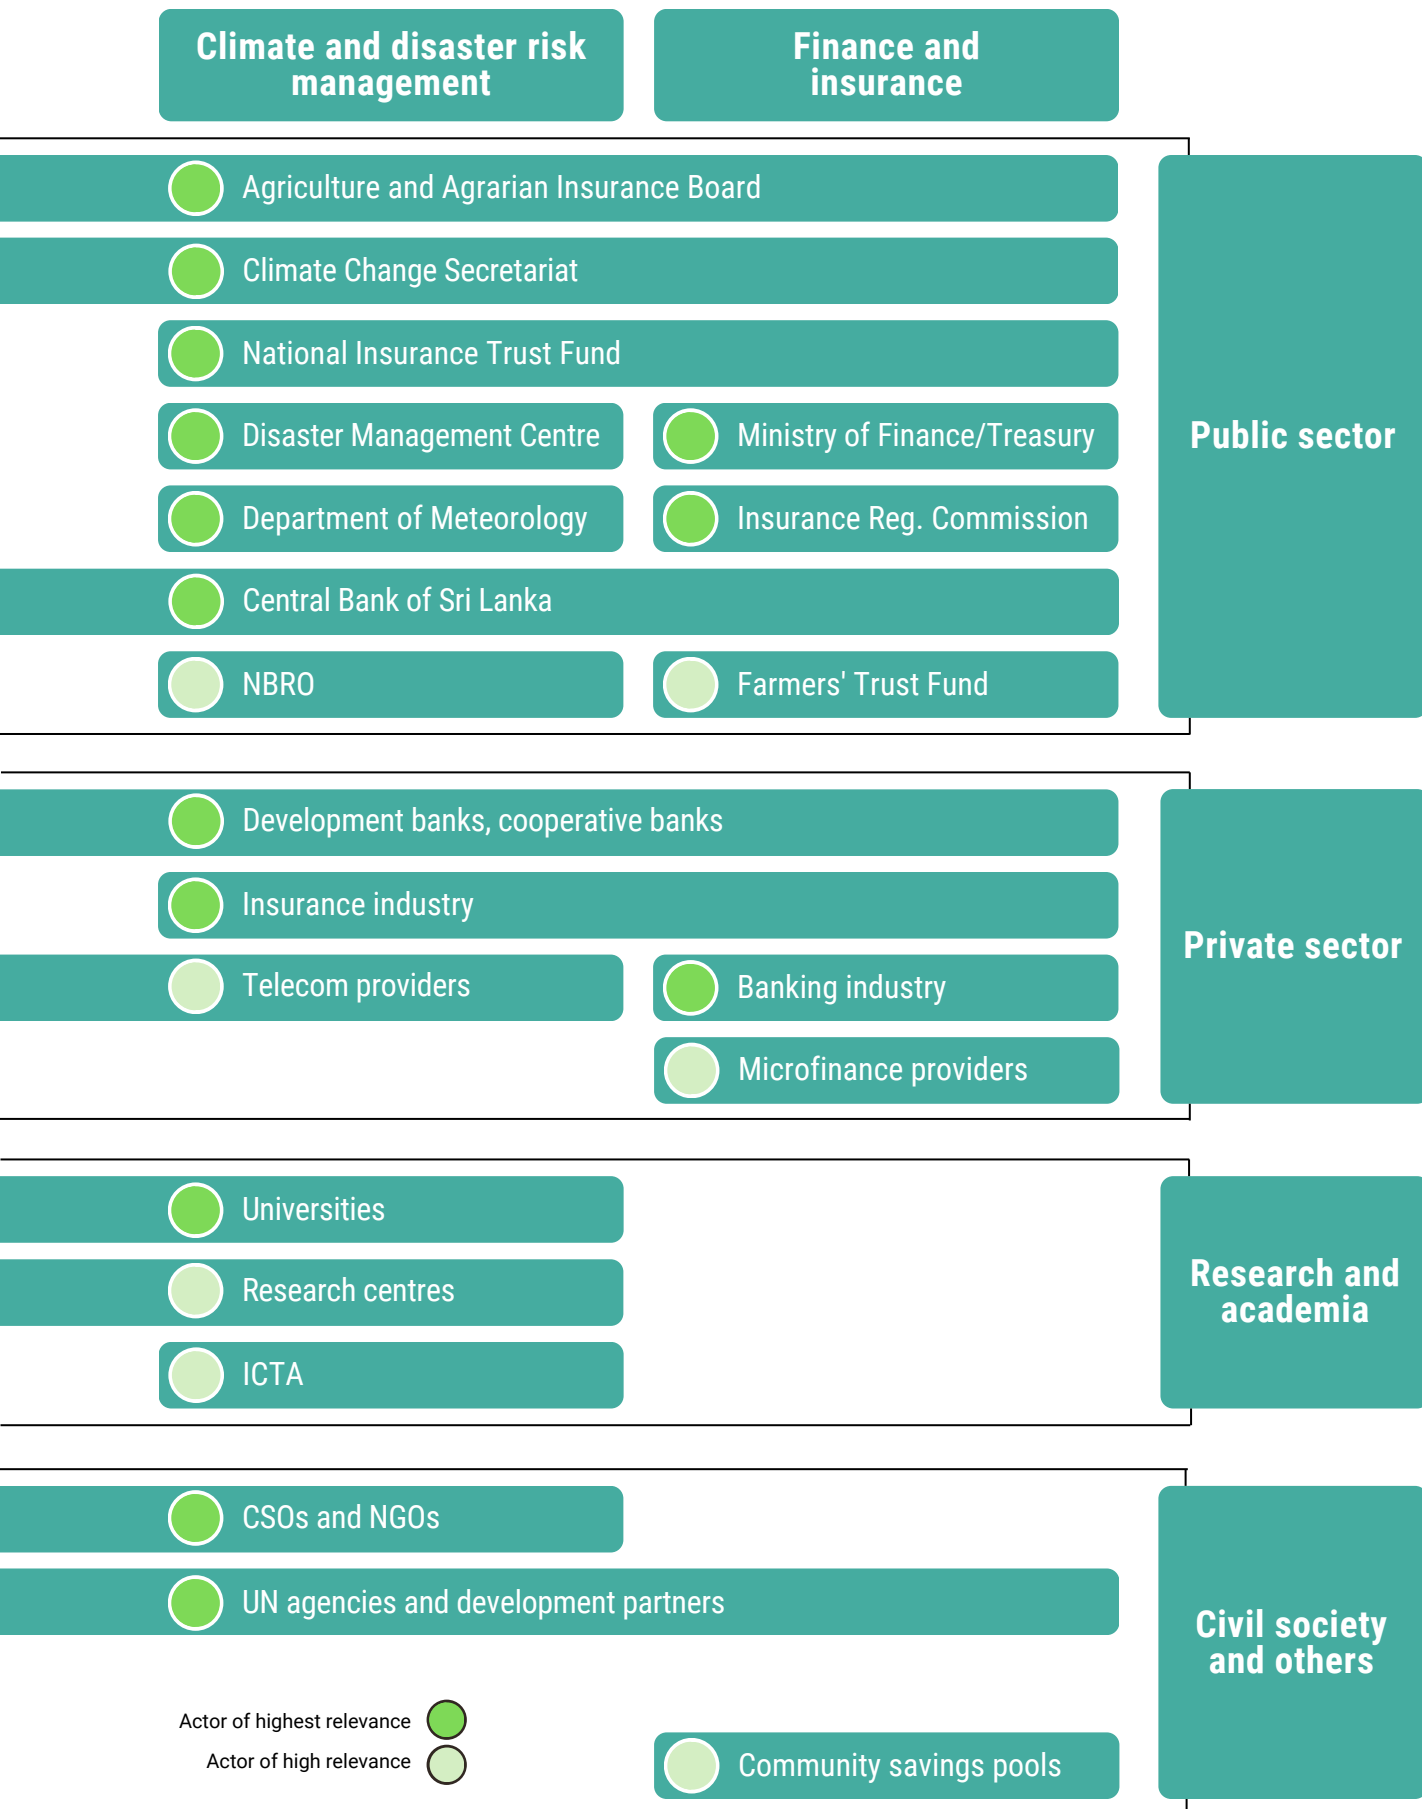 Climate and disaster risk
management
Finance and
insurance
Agriculture and Agrarian Insurance Board
Climate Change Secretariat
National Insurance Trust Fund
Disaster Management Centre
Ministry of Finance/Treasury
Department of Meteorology
Insurance Reg. Commission
Central Bank of Sri Lanka
NBRO
Farmers' Trust Fund
Public sector
Development banks, cooperative banks
Insurance industry
Telecom providers
Banking industry
Microfinance providers
Private sector
Universities
Research centres
ICTA
Research and
academia
CSOs and NGOs
UN agencies and development partners
Community savings pools
Civil society
and others
Actor of highest relevance
Actor of high relevance